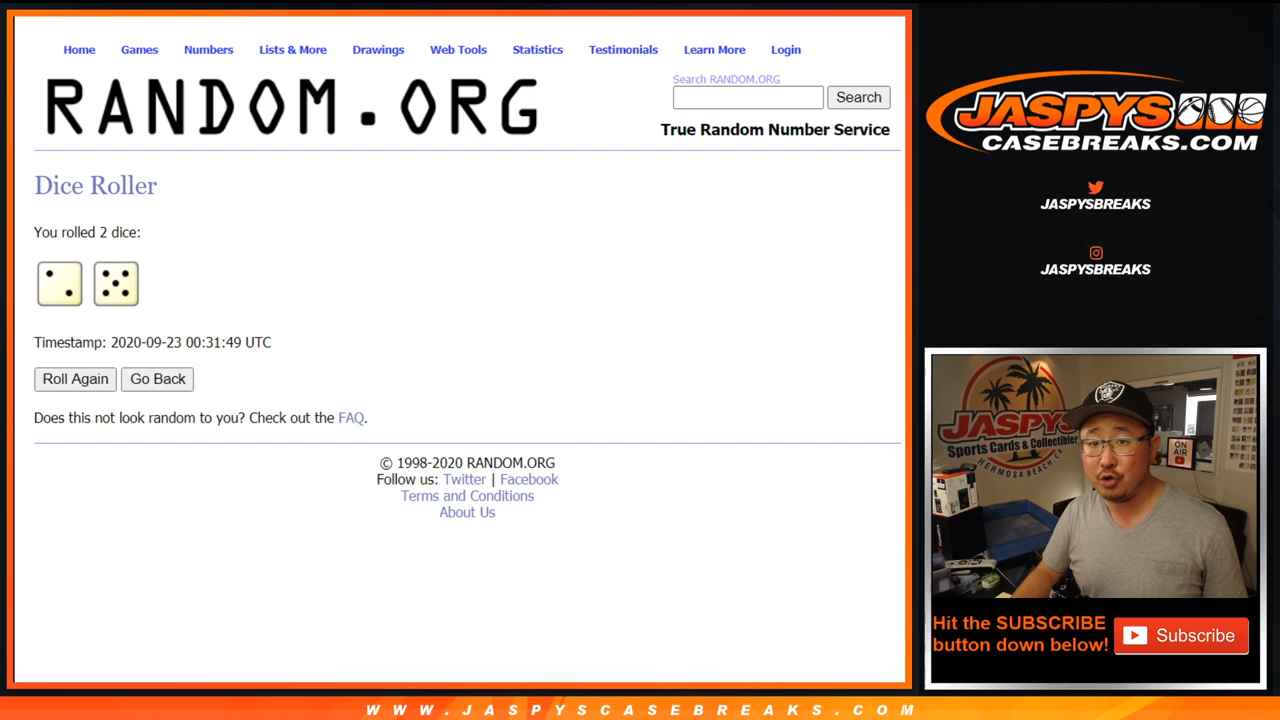 Home Games Numbers Lists & More Drawings Web Tools Statistics Testimonials Learn More Login
RANDOM.ORG
Search RANDOM.ORG
Search
True Random Number Service
Dice Roller
You rolled 2 dice:
Timestamp: 2020-09-23 00:31:49 UTC
Roll Again Go Back
Does this not look random to you? Check out the FAQ.
© 1998-2020 RANDOM.ORG
Follow us: Twitter | Facebook
Terms and Conditions
About Us
JASPYS
CASEBREAKS.COM
JASPYSBREAKS
JASPYSBREAKS
JASPYS
Sports Cards & Collectibles
HERMOSA BEACH, CA
ON
AIR
Hit the SUBSCRIBE
button down below!
Subscribe
WWW.JASPYSCASEBREAKS.COM